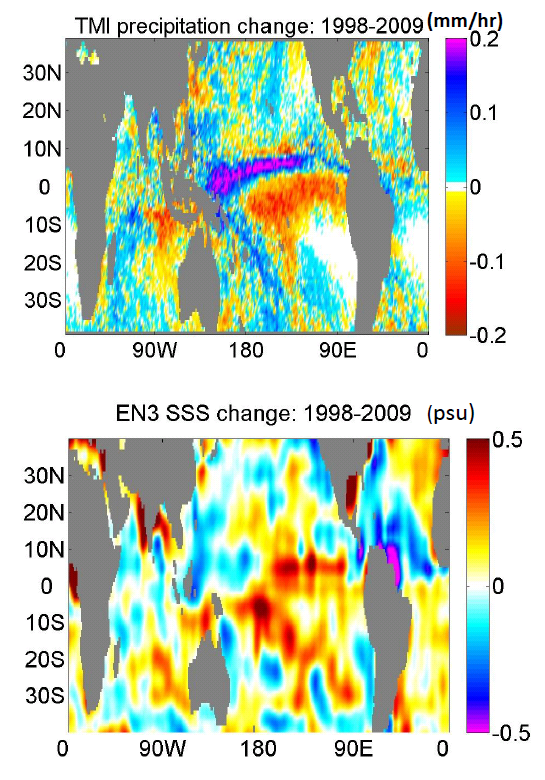 TMI precipitation change: 1998-2009 (mm/hr)
0.2
30N
20N
0.1
10N
0
0
10S
-0.1
20S
30S
-0.2
0 90W 180 90E 0
EN3 SSS change: 1998-2009 (psu)
0.5
30N
20N
10N
0
0
10S
20S
30S
-0.5
0 90W 180 90E 0